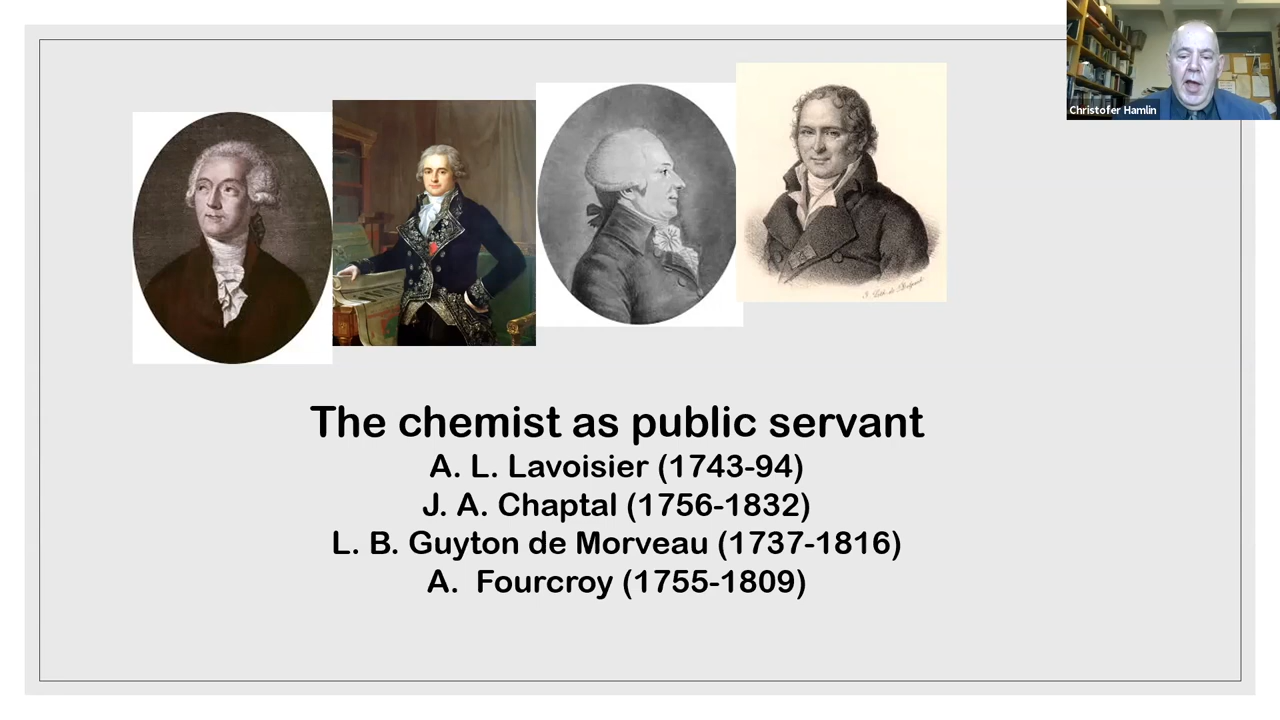 Christofer Hamlin
The chemist as public servant
A. L. Lavoisier (1743-94)
J. A. Chaptal (1756-1832)
L. B. Guyton de Morveau (1737-1816)
A. Fourcroy (1755-1809)